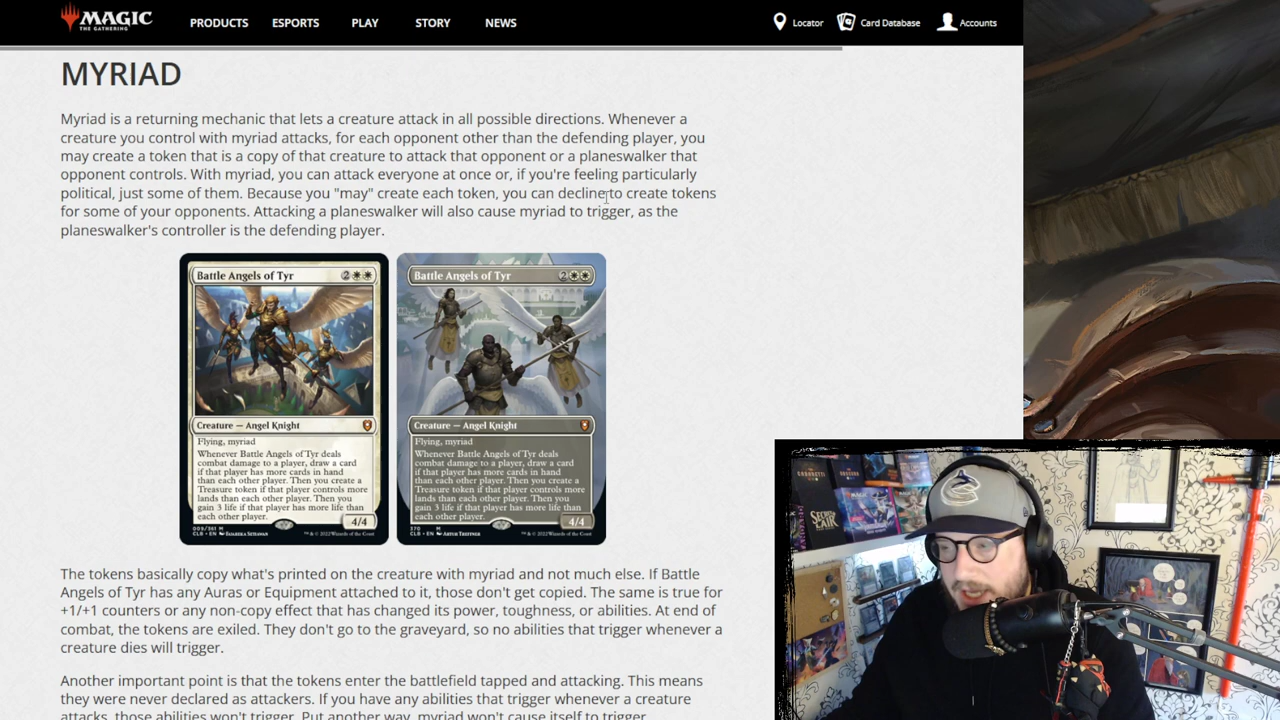 MAGIC
THE GATHERING
PRODUCTS ESPORTS PLAY STORY NEWS
Locator Card Database Accounts
MYRIAD
Myriad is a returning mechanic that lets a creature attack in all possible directions. Whenever a
creature you control with myriad attacks, for each opponent other than the defending player, you
may create a token that is a copy of that creature to attack that opponent or a planeswalker that
opponent controls. With myriad, you can attack everyone at once or, if you're feeling particularly
political, just some of them. Because you "may" create each token, you can decline to create tokens
for some of your opponents. Attacking a planeswalker will also cause myriad to trigger, as the
planeswalker's controller is the defending player.
Battle Angels of Tyr 2
Creature — Angel Knight
Flying, myriad
Whenever Battle Angels of Tyr deals
combat damage to a player, draw a card
if that player has more cards in hand
than each other player. Then you create a
Treasure token if that player controls more
lands than each other player. Then you
gain 3 life if that player has more life than
each other player.
4/4
Battle Angels of Tyr 2
Creature — Angel Knight
Flying, myriad
Whenever Battle Angels of Tyr deals
combat damage to a player, draw a card
if that player has more cards in hand
than each other player. Then you create a
Treasure token if that player controls more
lands than each other player. Then you
gain 3 life if that player has more life than
each other player.
4/4
The tokens basically copy what's printed on the creature with myriad and not much else. If Battle
Angels of Tyr has any Auras or Equipment attached to it, those don't get copied. The same is true for
+1/+1 counters or any non-copy effect that has changed its power, toughness, or abilities. At end of
combat, the tokens are exiled. They don't go to the graveyard, so no abilities that trigger whenever a
creature dies will trigger.
Another important point is that the tokens enter the battlefield tapped and attacking. This means
they were never declared as attackers. If you have any abilities that trigger whenever a creature
attacks, those abilities won't trigger. Put another way, myriad won't cause itself to trigger.